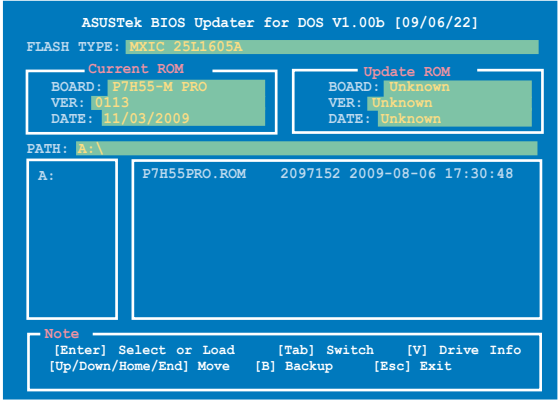 ASUSTek BIOS Updater for DOS V1.00b [09/06/22]
FLASH TYPE: MXIC 25L1605A
Current ROM
BOARD: P7H55-M PRO
VER: 0113
DATE: 11/03/2009
Update ROM
BOARD: Unknown
VER: Unknown
DATE: Unknown
PATH: A:\
A:
P7H55PRO.ROM 2097152 2009-08-06 17:30:48
Note
[Enter] Select or Load [Tab] Switch [V] Drive Info
[Up/Down/Home/End] Move [B] Backup [Esc] Exit